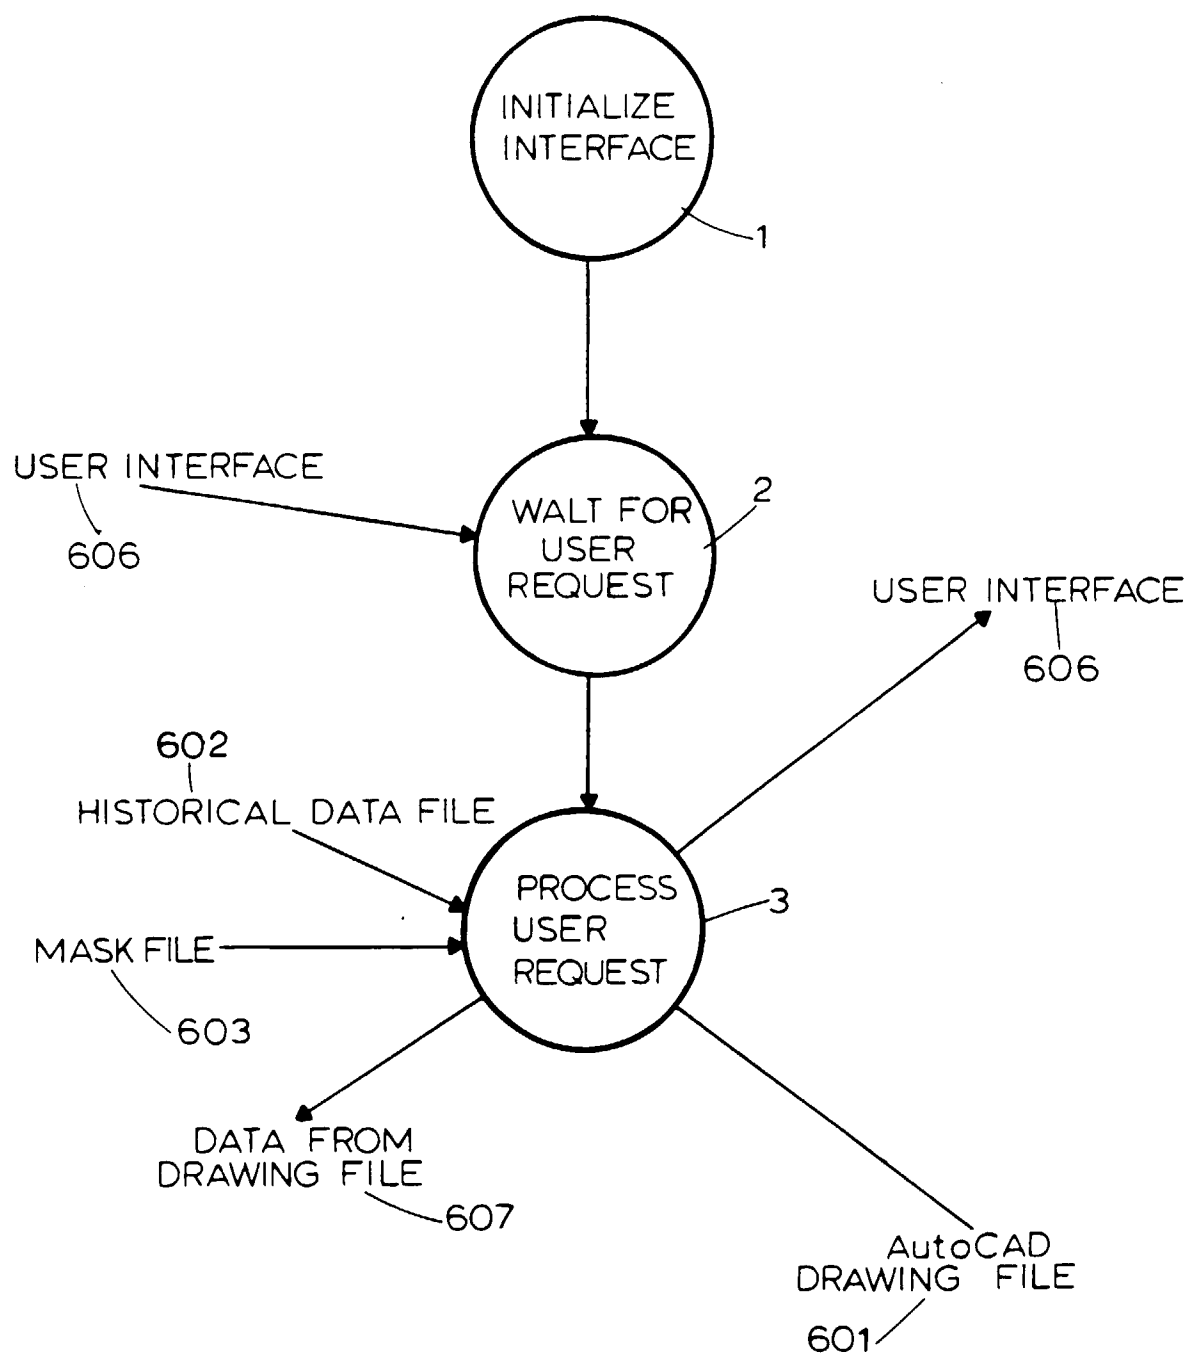 INITIALIZE
INTERFACE
1
USER INTERFACE
606
2
WALT FOR
USER
REQUEST
USER INTERFACE
606
602
HISTORICAL DATA FILE
PROCESS
USER
REQUEST
3
MASK FILE
603
DATA FROM
DRAWING FILE
607
AutoCAD
DRAWING FILE
601